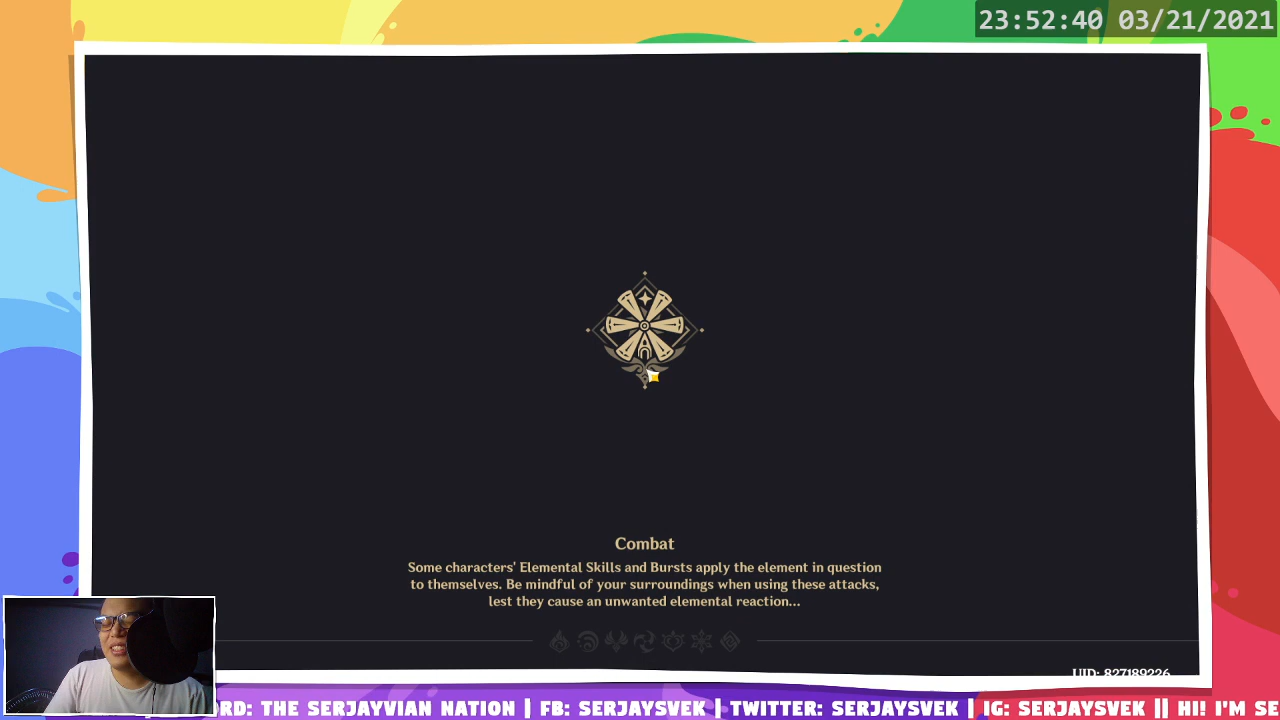 23:52:40 03/21/2021
Combat
Some characters' Elemental Skills and Bursts apply the element in question
to themselves. Be mindful of your surroundings when using these attacks,
lest they cause an unwanted elemental reaction...
UID: 827189226
RD: THE SERJAYVIAN NATION | FB: SERJAYSVEK | TWITTER: SERJAYSVEK | IG: SERJAYSVEK || HI! I'M SE